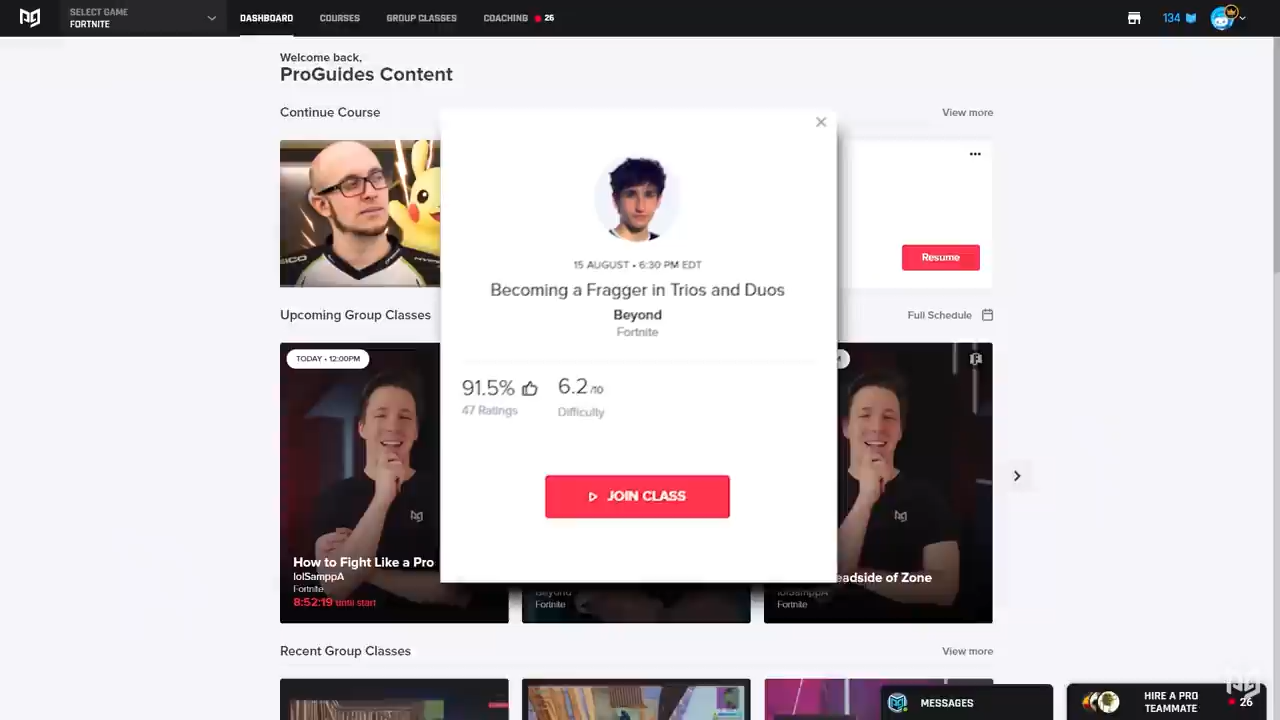 SELECT GAME
FORTNITE
DASHBOARD
COURSES
GROUP CLASSES
COACHING
26
134
Welcome back,
ProGuides Content
Continue Course
View more
15 AUGUST • 6:30 PM EDT
Becoming a Fragger in Trios and Duos
Beyond
Fortnite
91.5%
47 Ratings
6.2 /10
Difficulty
JOIN CLASS
Resume
Upcoming Group Classes
Full Schedule
TODAY • 12:00PM
How to Fight Like a Pro
lolSamppA
Fortnite
8:52:19 until start
Beyond
Fortnite
eadside of Zone
lolSamppA
Fortnite
Recent Group Classes
View more
MESSAGES
HIRE A PRO
TEAMMATE
26